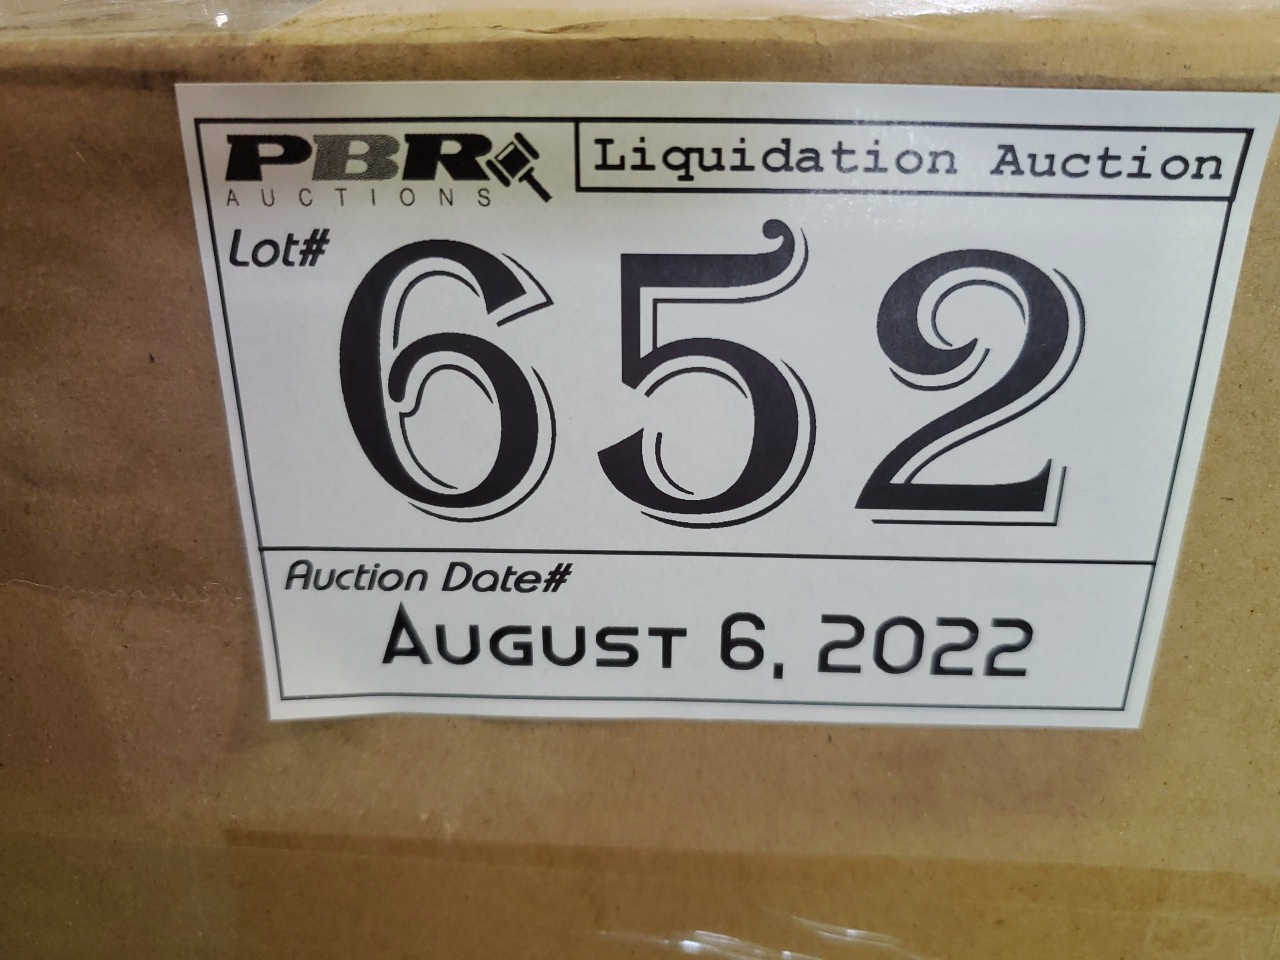 PBR
AUCTIONS
Liquidation Auction
Lot#
652
Auction Date#
August 6, 2022